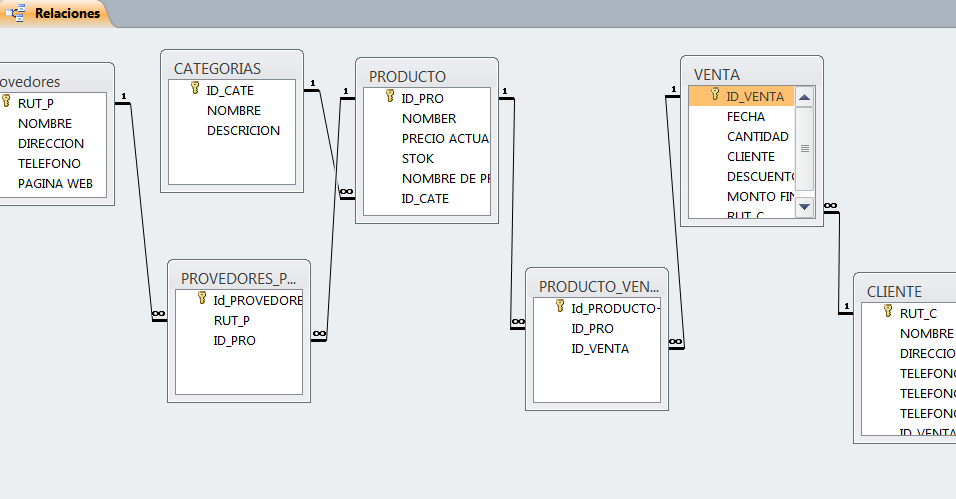 Relaciones
ovedores
RUT_P
NOMBRE
DIRECCION
TELEFONO
PAGINA WEB
CATEGORIAS
ID_CATE
NOMBRE
DESCRICION
PRODUCTO
ID_PRO
NOMBER
PRECIO ACTUA
STOK
NOMBRE DE PR
ID_CATE
VENTA
ID_VENTA
FECHA
CANTIDAD
CLIENTE
DESCUENTO
MONTO FIN
RUT_C
PROVEDORES_P...
Id_PROVEDORE
RUT_P
ID_PRO
PRODUCTO_VEN...
Id_PRODUCTO-
ID_PRO
ID_VENTA
CLIENTE
RUT_C
NOMBRE
DIRECCIO
TELEFONO
TELEFONO
TELEFONO
ID_VENTA
1
∞
1
∞
1
∞
1
∞
1
∞
∞
1